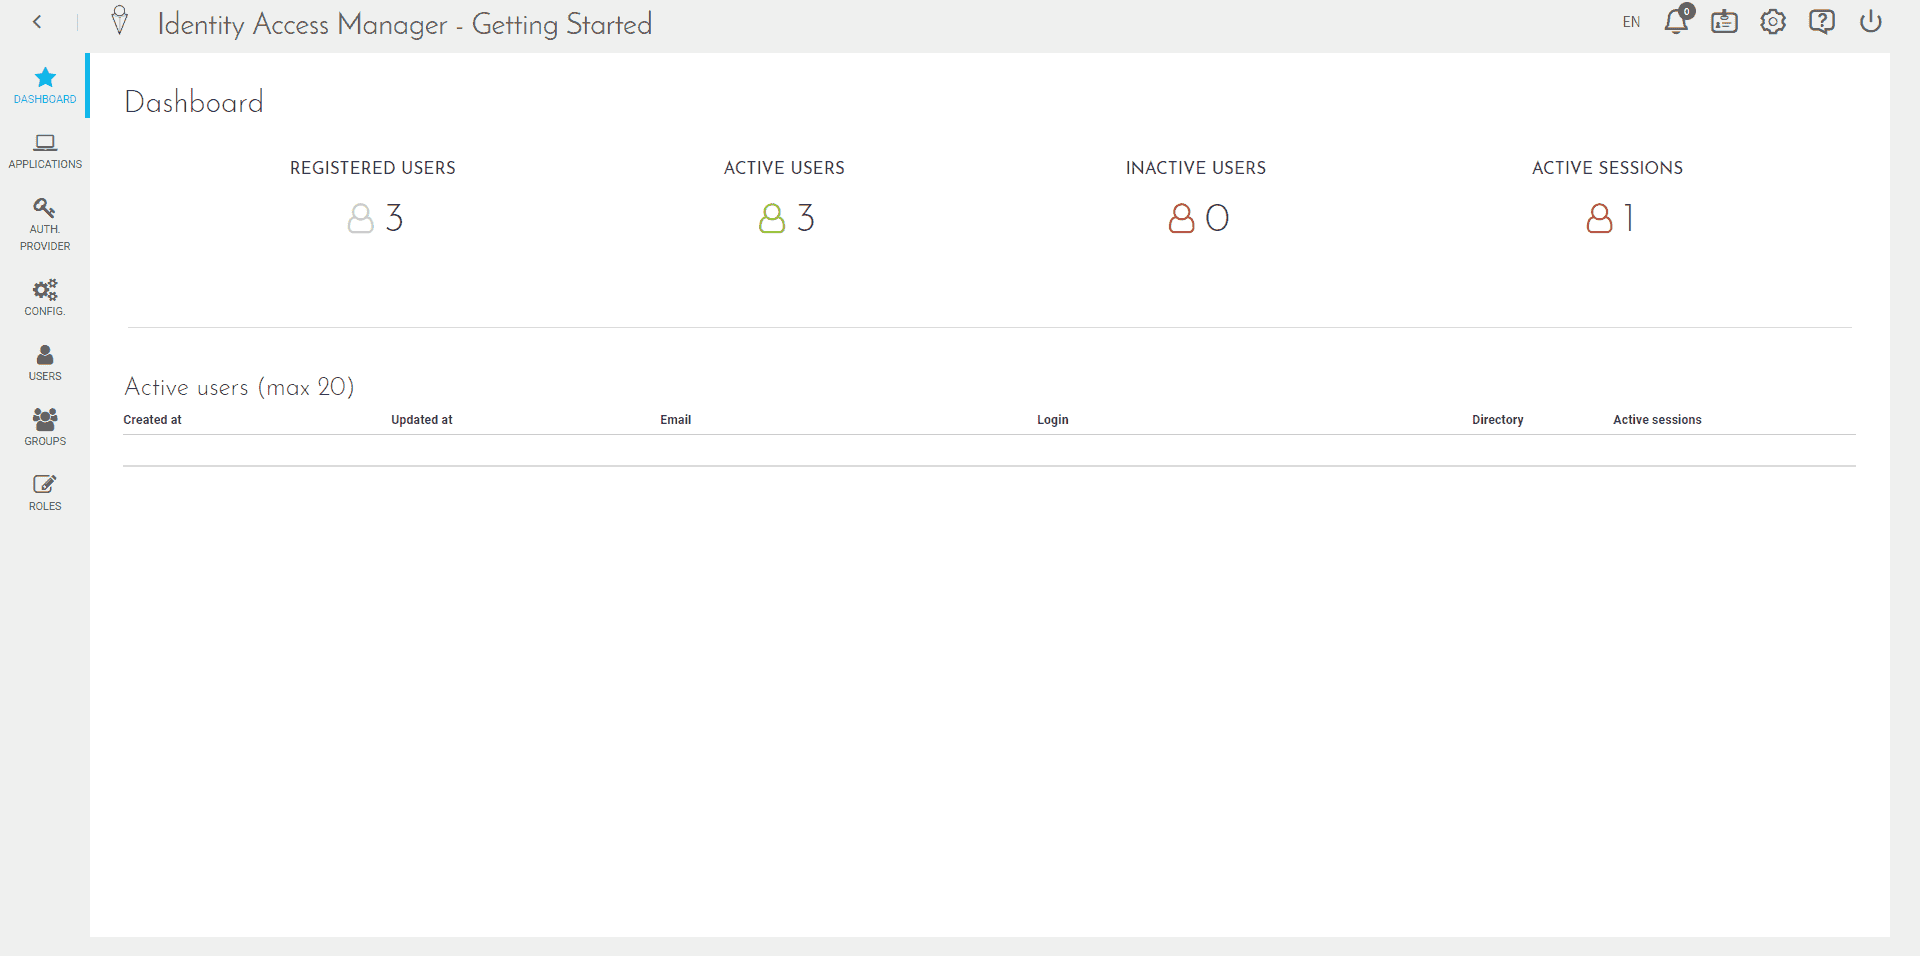 Identity Access Manager - Getting Started
EN
0
DASHBOARD
APPLICATIONS
AUTH.
PROVIDER
CONFIG.
USERS
GROUPS
ROLES
Dashboard
REGISTERED USERS
3
ACTIVE USERS
3
INACTIVE USERS
0
ACTIVE SESSIONS
1
Active users (max 20)
Created at Updated at Email Login Directory Active sessions